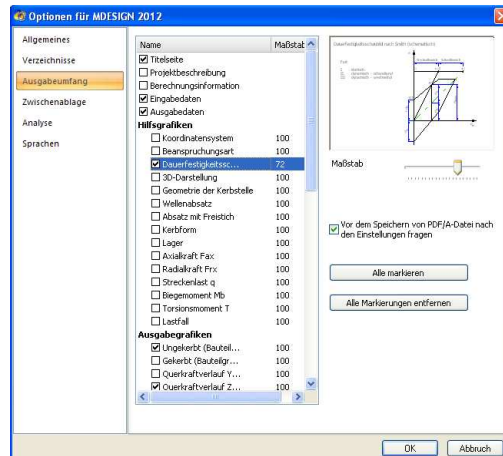 Optionen für MDESIGN 2012
Allgemeines
Verzeichnisse
Ausgabeumfang
Zwischenablage
Analyse
Sprachen
Name Maßstab
Titelseite
Projektbeschreibung
Berechnungsinformation
Eingabedaten
Ausgabedaten
Hilfsgrafiken
Koordinatensystem 100
Beanspruchungsart 100
Dauerfestigkeitssc... 72
3D-Darstellung 100
Geometrie der Kerbstelle 100
Wellenabsatz 100
Absatz mit Freistich 100
Kerbform 100
Lager 100
Axialkraft Fax 100
Radialkraft Frx 100
Streckenlast q 100
Biegemoment Mb 100
Torsionsmoment T 100
Lastfall 100
Ausgabegrafiken
Ungekerbt (Bauteil... 100
Gekerbt (Bauteilgr... 100
Querkraftverlauf Y... 100
Querkraftverlauf Z... 100
Maßstab
Vor dem Speichern von PDF/A-Datei nach
den Einstellungen fragen
Alle markieren
Alle Markierungen entfernen
OK Abbruch